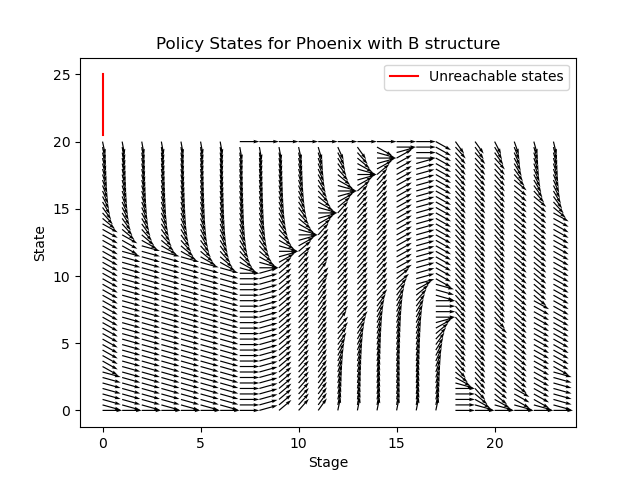 Policy States for Phoenix with B structure
Unreachable states
25
20
15
10
5
0
State
0 5 10 15 20
Stage